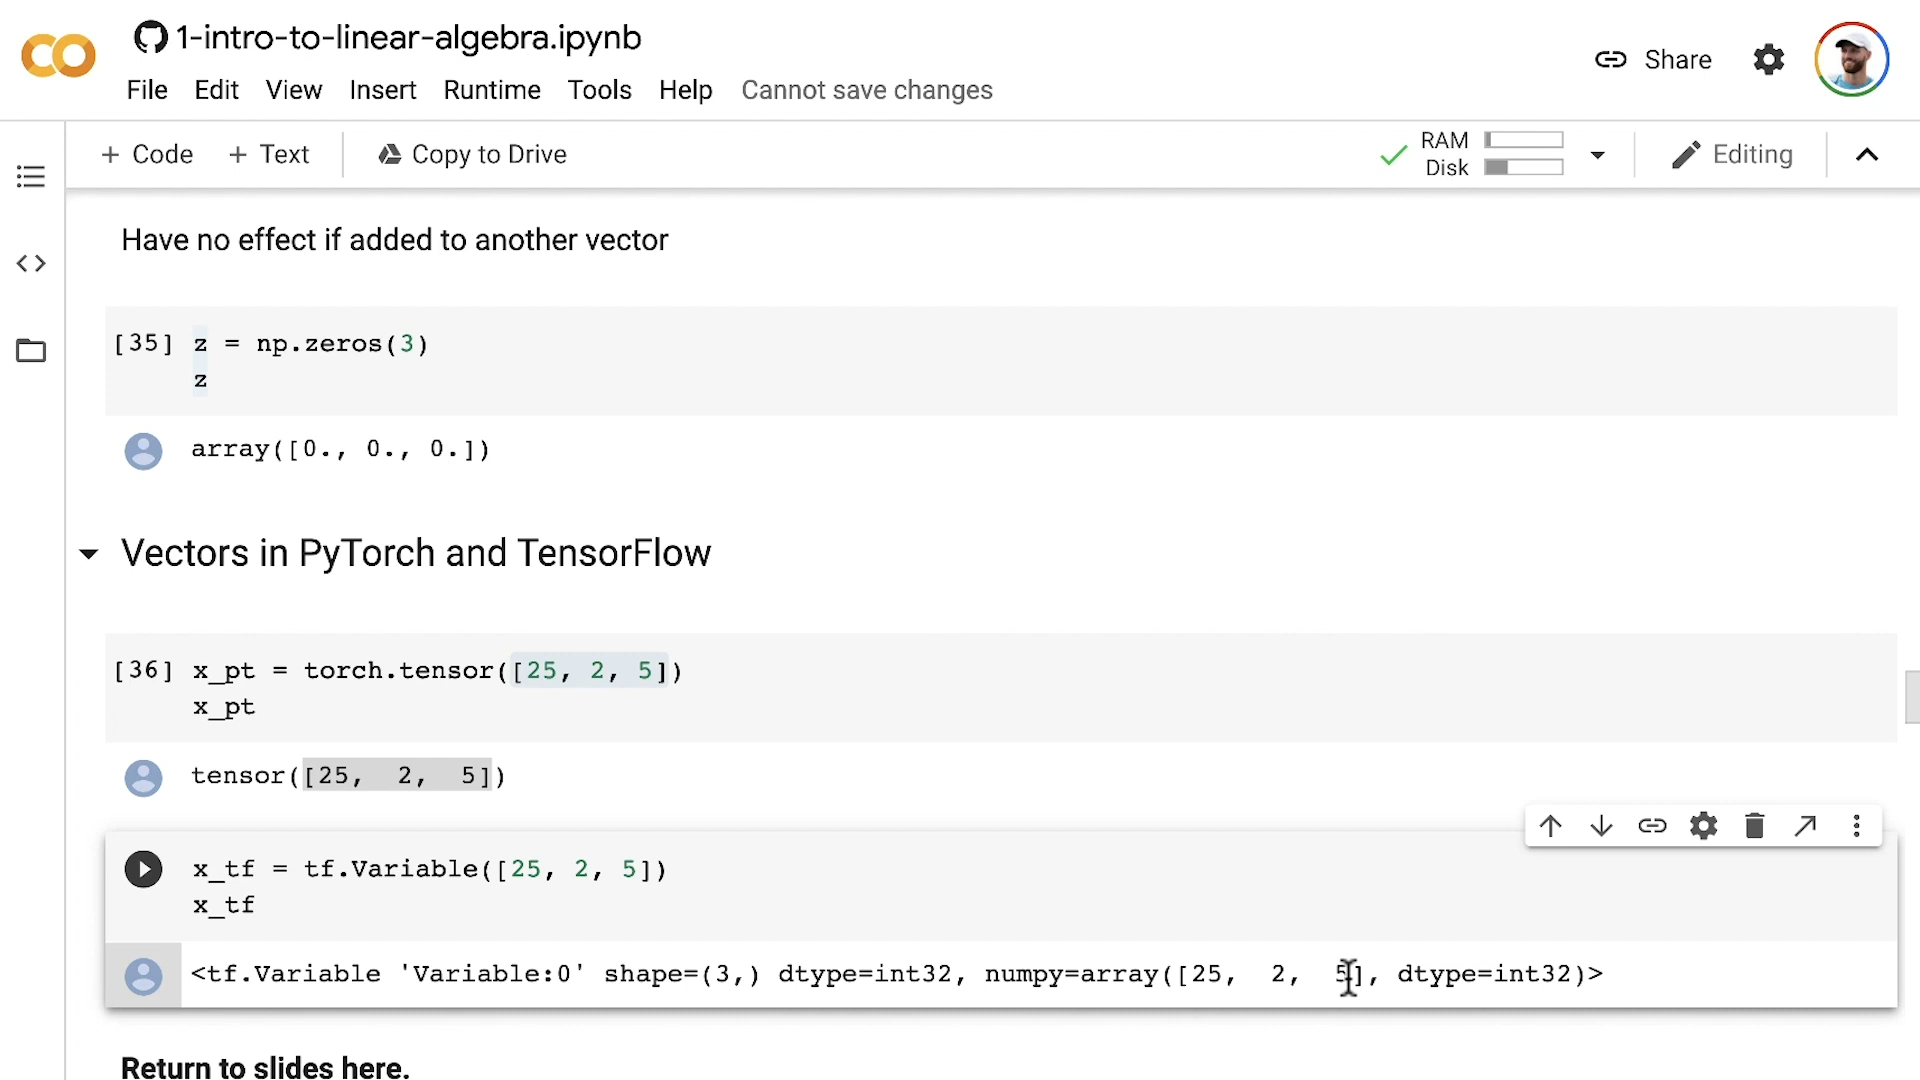 1-intro-to-linear-algebra.ipynb
File Edit View Insert Runtime Tools Help Cannot save changes
Share
+ Code + Text Copy to Drive
RAM
Disk
Editing
Have no effect if added to another vector
[35] z = np.zeros(3)
z
array([0., 0., 0.])
Vectors in PyTorch and TensorFlow
[36] x_pt = torch.tensor([25, 2, 5])
x_pt
tensor([25,  2,  5])
x_tf = tf.Variable([25, 2, 5])
x_tf
<tf.Variable 'Variable:0' shape=(3,) dtype=int32, numpy=array([25,  2,  5], dtype=int32)>
Return to slides here.